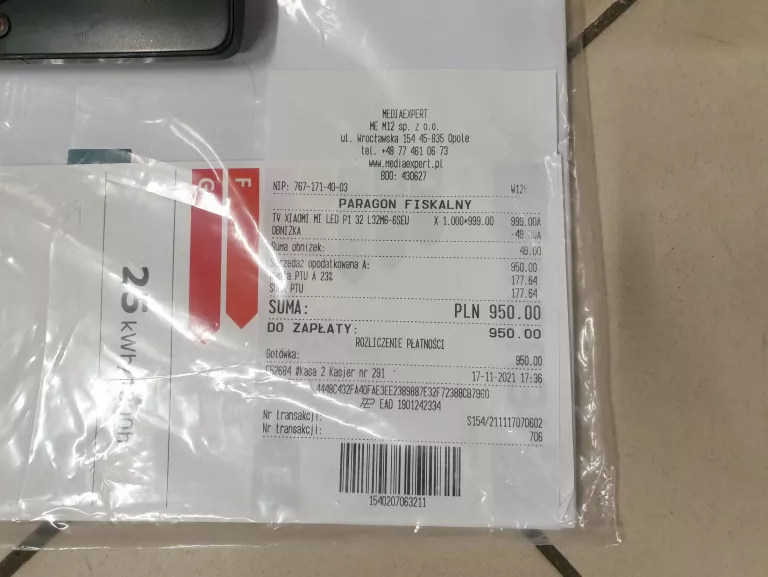 MEDIAEXPERT
ME M12 sp. z o.o.
ul. Wrocławska 154 45-835 Opole
tel. +48 77 461 06 73
www.mediaexpert.pl
BDO: 430627
NIP: 767-171-40-03
PARAGON FISKALNY
TV XIAOMI MI LED P1 32 L32M6-6SEU X 1.000*999.00 999.00A
OBNIŻKA
Suma obniżek: 49.00
Sprzedaż opodatkowana A: 950.00
PTU A 23% 177.64
PTU 177.64
SUMA: PLN 950.00
DO ZAPŁATY: 950.00
ROZLICZENIE PŁATNOŚCI
Gotówka: 950.00
#Kasa 2 Kasjer nr 291 17-11-2021 17:36
EAD 1901242334
Nr transakcji: S154/211117070602
Nr transakcji: 706
1540207063211
F
G
25 kWh/